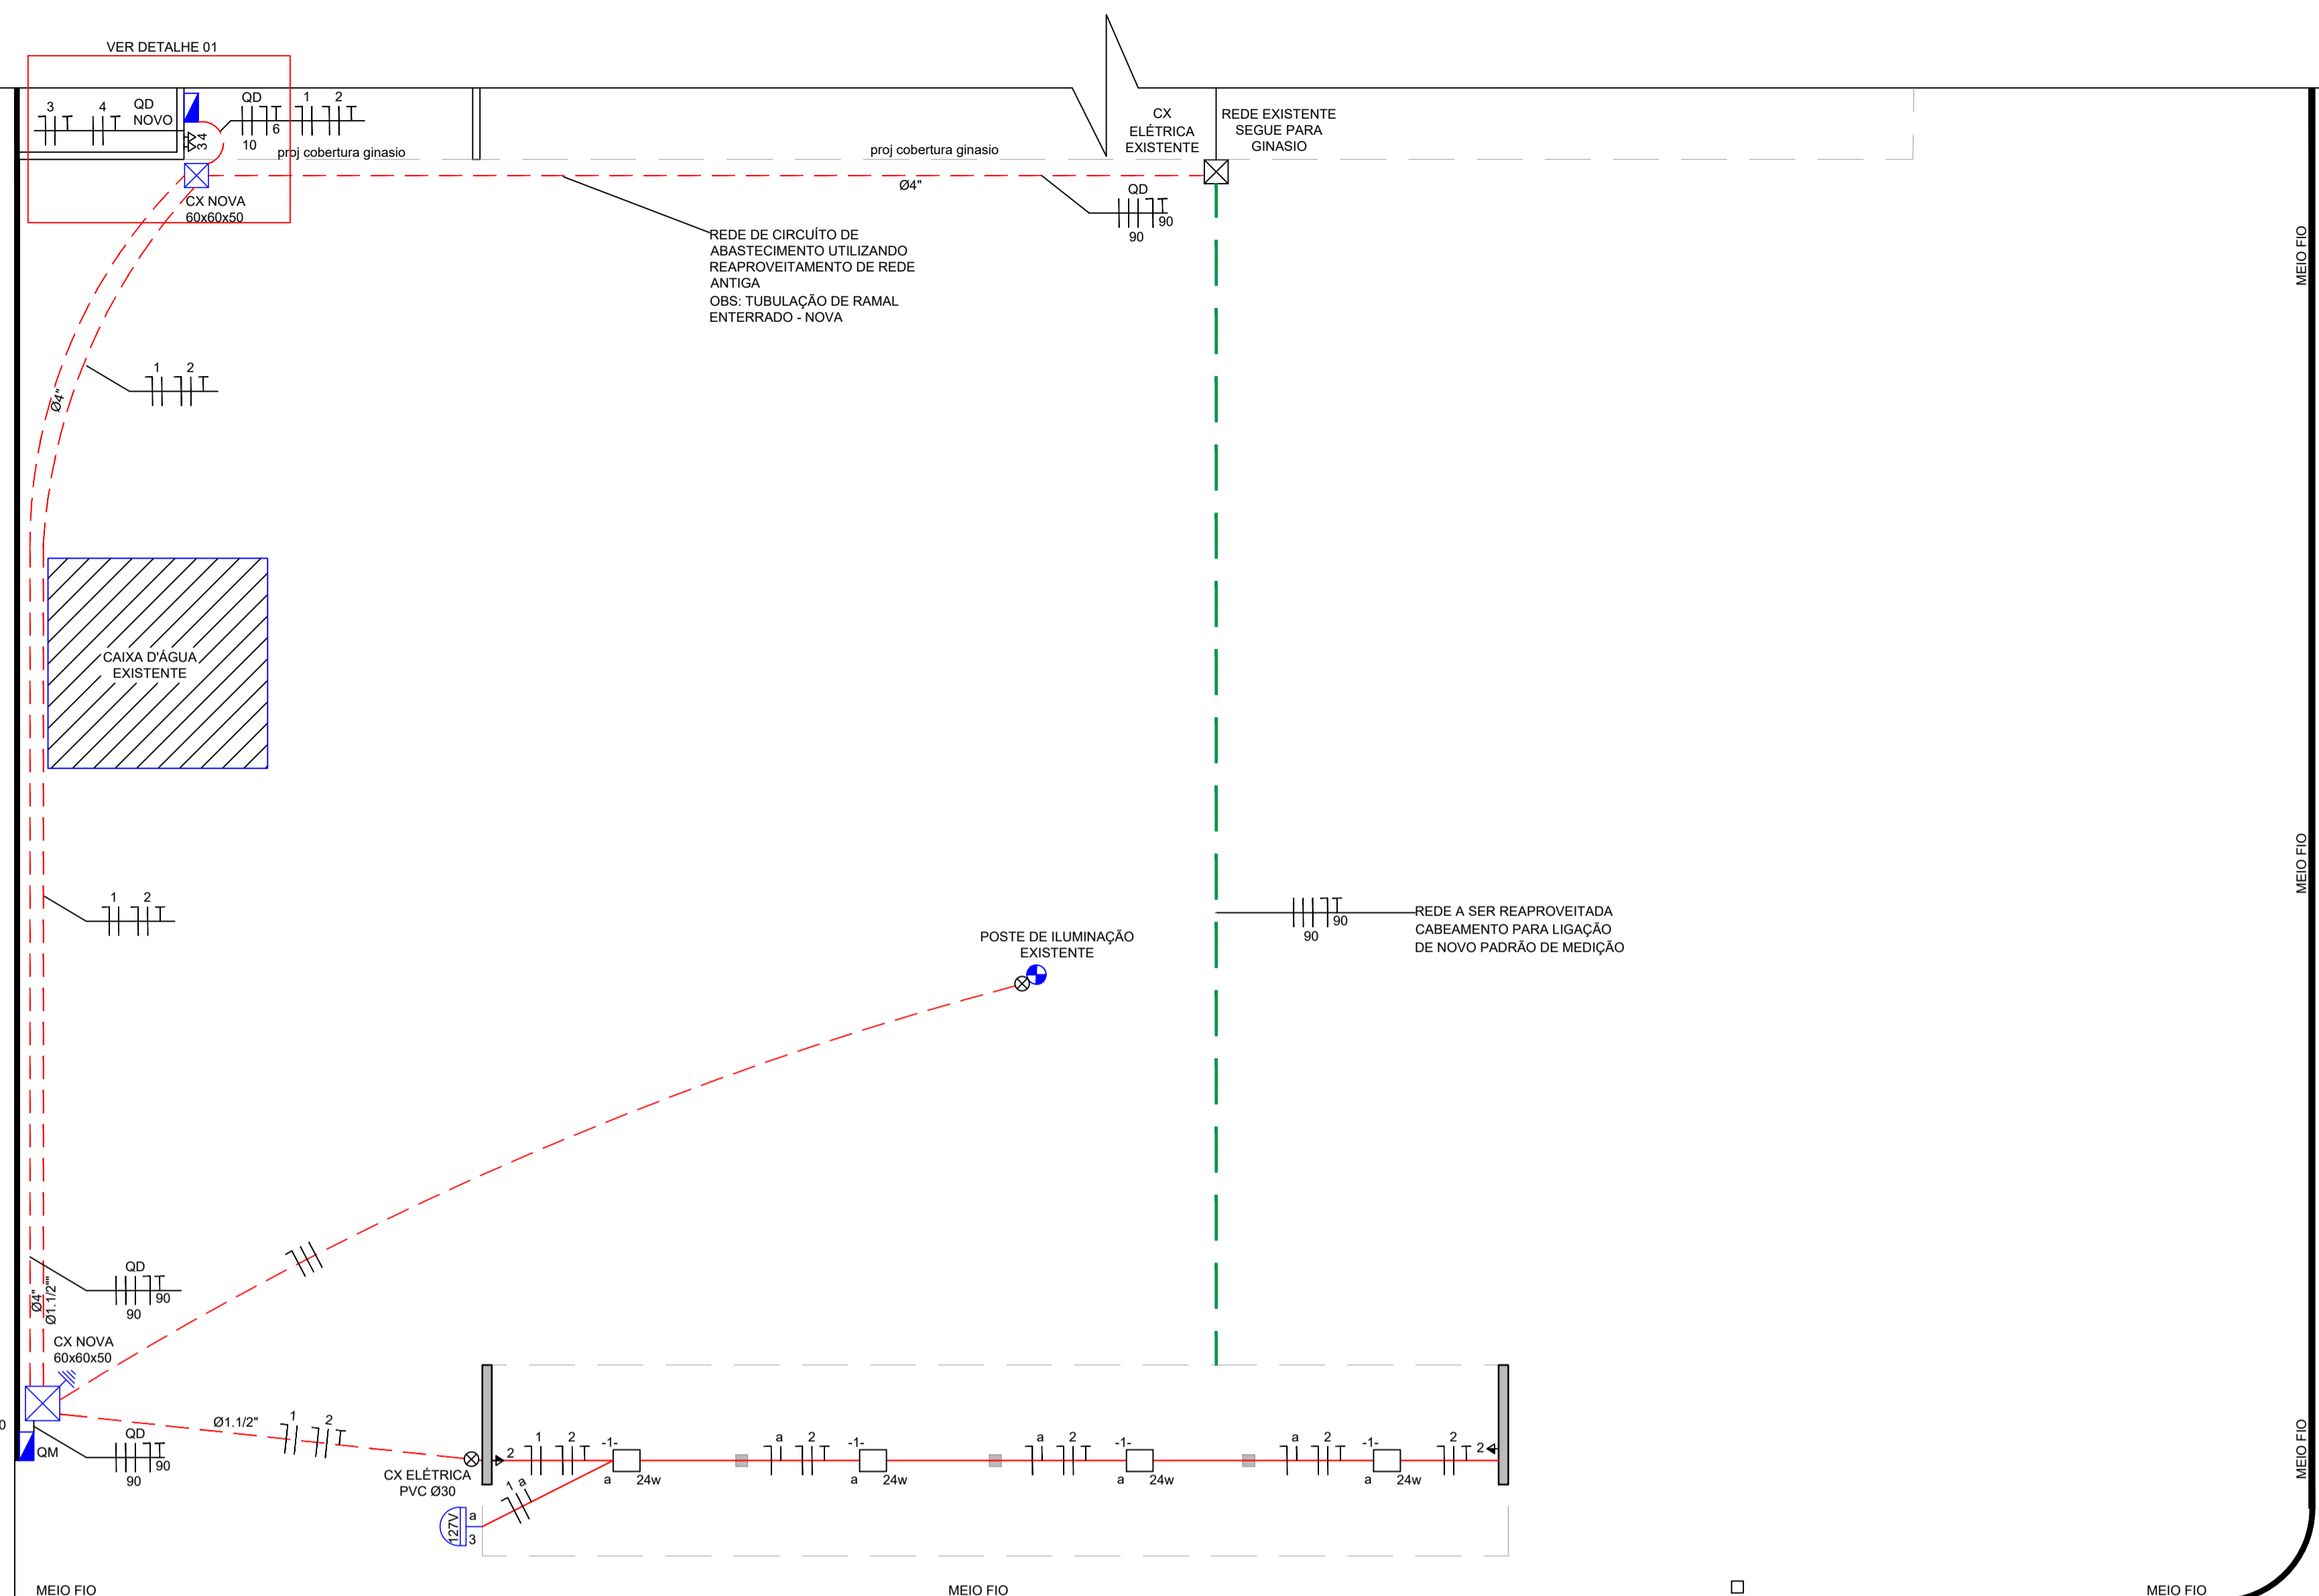 VER DETALHE 01
3
4
QD
NOVO
QD
1
2
6
10
3 4
proj cobertura ginasio
proj cobertura ginasio
CX
ELÉTRICA
EXISTENTE
REDE EXISTENTE
SEGUE PARA
GINASIO
Ø4"
QD
90
90
CX NOVA
60x60x50
REDE DE CIRCUÍTO DE
ABASTECIMENTO UTILIZANDO
REAPROVEITAMENTO DE REDE
ANTIGA
OBS: TUBULAÇÃO DE RAMAL
ENTERRADO - NOVA
MEIO FIO
1
2
Ø4"
CAIXA D'ÁGUA
EXISTENTE
MEIO FIO
1
2
90
90
REDE A SER REAPROVEITADA
CABEAMENTO PARA LIGAÇÃO
DE NOVO PADRÃO DE MEDIÇÃO
POSTE DE ILUMINAÇÃO
EXISTENTE
QD
90
90
Ø4"
Ø1.1/2""
CX NOVA
60x60x50
0
QM
QD
90
90
Ø1.1/2"
1
2
CX ELÉTRICA
PVC Ø30
2
1
2
-1-
a
24w
a
2
-1-
a
24w
a
2
-1-
a
24w
a
2
-1-
a
24w
2
2
1 a
127V
a
3
MEIO FIO
MEIO FIO
MEIO FIO
MEIO FIO